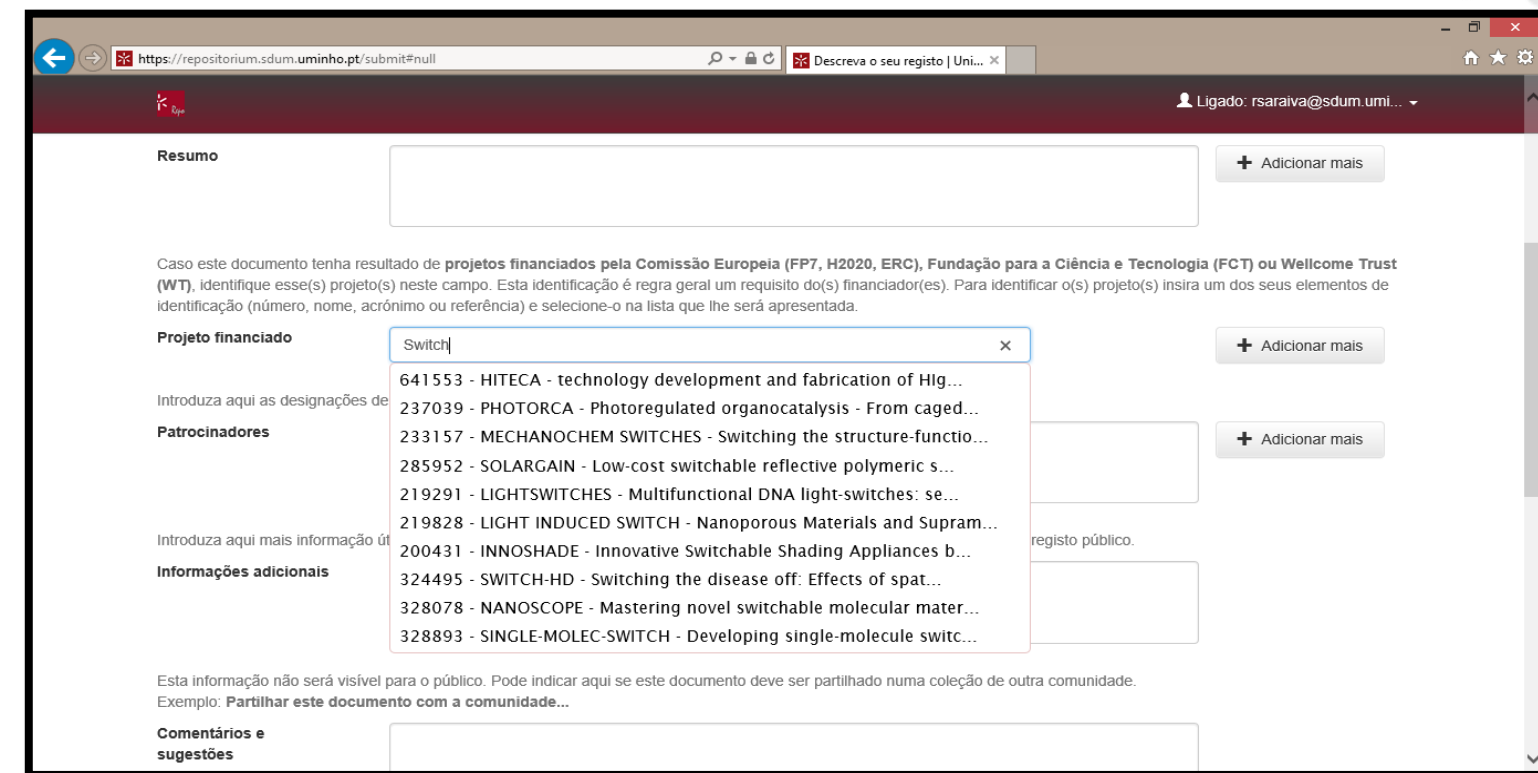 https://repositorium.sdum.uminho.pt/submit#null
Descreva o seu registo | Uni...
Repo
Ligado: rsaraiva@sdum.umi...
Resumo
Adicionar mais
Caso este documento tenha resultado de projetos financiados pela Comissão Europeia (FP7, H2020, ERC), Fundação para a Ciência e Tecnologia (FCT) ou Wellcome Trust
(WT), identifique esse(s) projeto(s) neste campo. Esta identificação é regra geral um requisito do(s) financiador(es). Para identificar o(s) projeto(s) insira um dos seus elementos de
identificação (número, nome, acrónimo ou referência) e selecione-o na lista que lhe será apresentada.
Projeto financiado
Switch
Adicionar mais
641553 - HITECA - technology development and fabrication of HIg...
237039 - PHOTORCA - Photoregulated organocatalysis - From caged...
Introduza aqui as designações de
Patrocinadores
233157 - MECHANOCHEM SWITCHES - Switching the structure-functio...
Adicionar mais
285952 - SOLARGAIN - Low-cost switchable reflective polymeric s...
219291 - LIGHTSWITCHES - Multifunctional DNA light-switches: se...
219828 - LIGHT INDUCED SWITCH - Nanoporous Materials and Supram...
Introduza aqui mais informação út
registo público.
200431 - INNOSHADE - Innovative Switchable Shading Appliances b...
Informações adicionais
324495 - SWITCH-HD - Switching the disease off: Effects of spat...
328078 - NANOSCOPE - Mastering novel switchable molecular mater...
328893 - SINGLE-MOLEC-SWITCH - Developing single-molecule switc...
Esta informação não será visível para o público. Pode indicar aqui se este documento deve ser partilhado numa coleção de outra comunidade.
Exemplo: Partilhar este documento com a comunidade...
Comentários e
sugestões